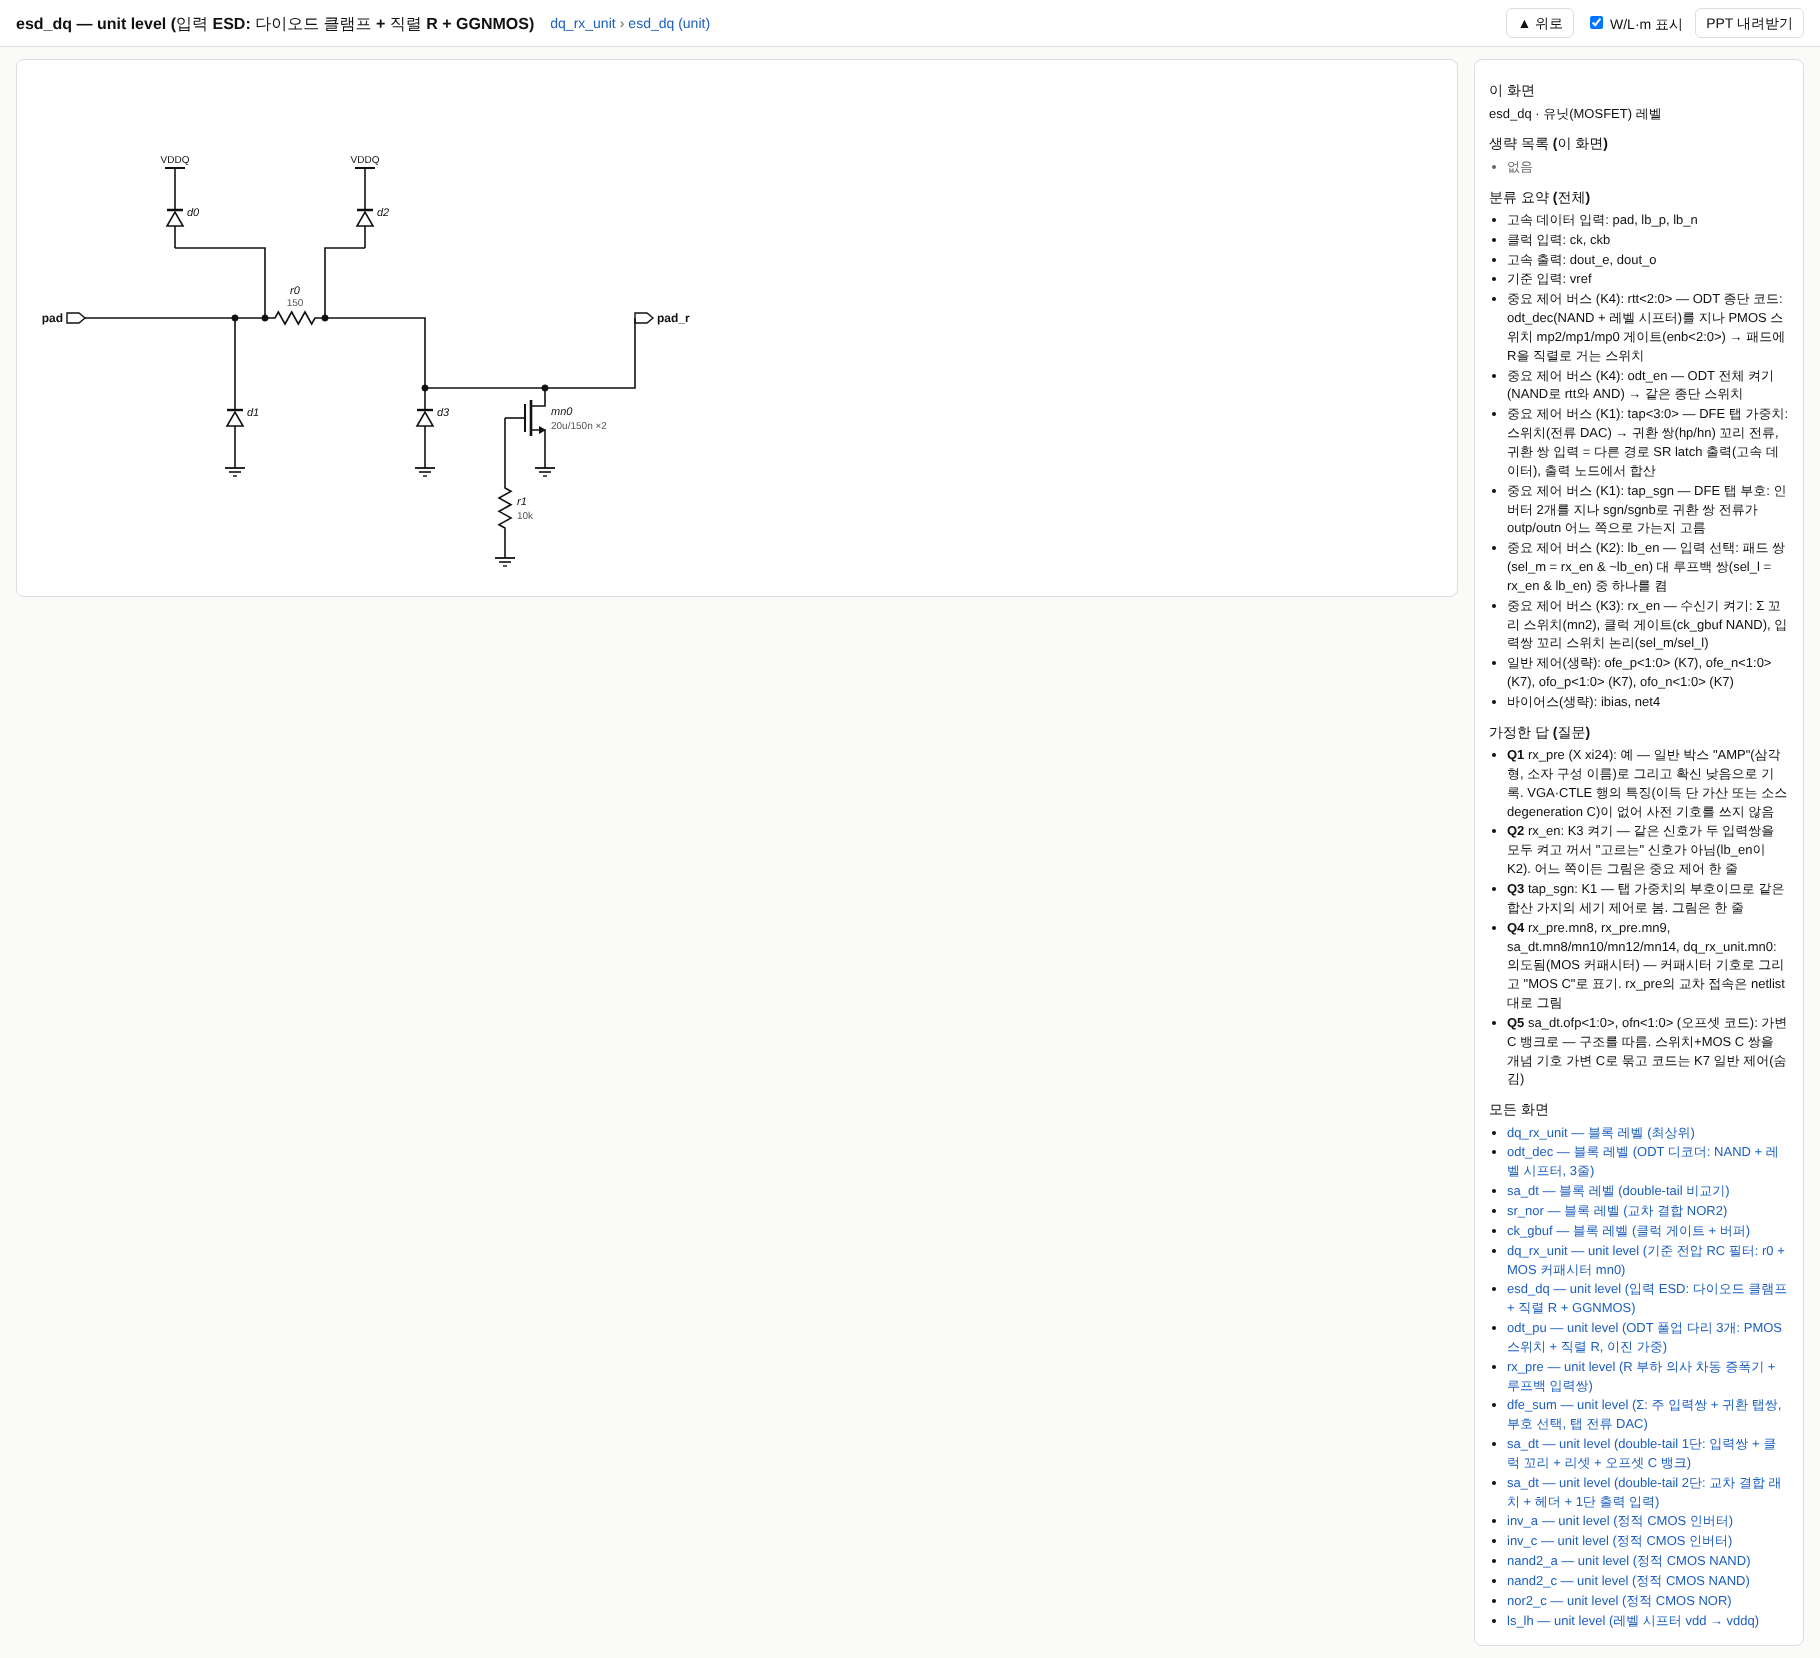 esd_dq — unit level (입력 ESD: 다이오드 클램프 + 직렬 R + GGNMOS) dq_rx_unit › esd_dq (unit) ▲ 위로 W/L·m 표시 PPT 내려받기
VDDQ VDDQ
d0 d2
r0
150
pad pad_r
d1 d3 mn0
20u/150n ×2
r1
10k
이 화면
esd_dq · 유닛(MOSFET) 레벨
생략 목록 (이 화면)
• 없음
분류 요약 (전체)
• 고속 데이터 입력: pad, lb_p, lb_n
• 클럭 입력: ck, ckb
• 고속 출력: dout_e, dout_o
• 기준 입력: vref
• 중요 제어 버스 (K4): rtt<2:0> — ODT 종단 코드:
odt_dec(NAND + 레벨 시프터)를 지나 PMOS 스
위치 mp2/mp1/mp0 게이트(enb<2:0>) → 패드에
R을 직렬로 거는 스위치
• 중요 제어 버스 (K4): odt_en — ODT 전체 켜기
(NAND로 rtt와 AND) → 같은 종단 스위치
• 중요 제어 버스 (K1): tap<3:0> — DFE 탭 가중치:
스위치(전류 DAC) → 귀환 쌍(hp/hn) 꼬리 전류,
귀환 쌍 입력 = 다른 경로 SR latch 출력(고속 데
이터), 출력 노드에서 합산
• 중요 제어 버스 (K1): tap_sgn — DFE 탭 부호: 인
버터 2개를 지나 sgn/sgnb로 귀환 쌍 전류가
outp/outn 어느 쪽으로 가는지 고름
• 중요 제어 버스 (K2): lb_en — 입력 선택: 패드 쌍
(sel_m = rx_en & ~lb_en) 대 루프백 쌍(sel_l =
rx_en & lb_en) 중 하나를 켬
• 중요 제어 버스 (K3): rx_en — 수신기 켜기: Σ 꼬
리 스위치(mn2), 클럭 게이트(ck_gbuf NAND), 입
력쌍 꼬리 스위치 논리(sel_m/sel_l)
• 일반 제어(생략): ofe_p<1:0> (K7), ofe_n<1:0>
(K7), ofo_p<1:0> (K7), ofo_n<1:0> (K7)
• 바이어스(생략): ibias, net4
가정한 답 (질문)
• Q1 rx_pre (X xi24): 예 — 일반 박스 "AMP"(삼각
형, 소자 구성 이름)로 그리고 확신 낮음으로 기
록. VGA·CTLE 행의 특징(이득 단 가산 또는 소스
degeneration C)이 없어 사전 기호를 쓰지 않음
• Q2 rx_en: K3 켜기 — 같은 신호가 두 입력쌍을
모두 켜고 꺼서 "고르는" 신호가 아님(lb_en이
K2). 어느 쪽이든 그림은 중요 제어 한 줄
• Q3 tap_sgn: K1 — 탭 가중치의 부호이므로 같은
합산 가지의 세기 제어로 봄. 그림은 한 줄
• Q4 rx_pre.mn8, rx_pre.mn9,
sa_dt.mn8/mn10/mn12/mn14, dq_rx_unit.mn0:
의도됨(MOS 커패시터) — 커패시터 기호로 그리
고 "MOS C"로 표기. rx_pre의 교차 접속은 netlist
대로 그림
• Q5 sa_dt.ofp<1:0>, ofn<1:0> (오프셋 코드): 가변
C 뱅크로 — 구조를 따름. 스위치+MOS C 쌍을
개념 기호 가변 C로 묶고 코드는 K7 일반 제어(숨
김)
모든 화면
• dq_rx_unit — 블록 레벨 (최상위)
• odt_dec — 블록 레벨 (ODT 디코더: NAND + 레
벨 시프터, 3줄)
• sa_dt — 블록 레벨 (double-tail 비교기)
• sr_nor — 블록 레벨 (교차 결합 NOR2)
• ck_gbuf — 블록 레벨 (클럭 게이트 + 버퍼)
• dq_rx_unit — unit level (기준 전압 RC 필터: r0 +
MOS 커패시터 mn0)
• esd_dq — unit level (입력 ESD: 다이오드 클램프
+ 직렬 R + GGNMOS)
• odt_pu — unit level (ODT 풀업 다리 3개: PMOS
스위치 + 직렬 R, 이진 가중)
• rx_pre — unit level (R 부하 의사 차동 증폭기 +
루프백 입력쌍)
• dfe_sum — unit level (Σ: 주 입력쌍 + 귀환 탭쌍,
부호 선택, 탭 전류 DAC)
• sa_dt — unit level (double-tail 1단: 입력쌍 + 클
럭 꼬리 + 리셋 + 오프셋 C 뱅크)
• sa_dt — unit level (double-tail 2단: 교차 결합 래
치 + 헤더 + 1단 출력 입력)
• inv_a — unit level (정적 CMOS 인버터)
• inv_c — unit level (정적 CMOS 인버터)
• nand2_a — unit level (정적 CMOS NAND)
• nand2_c — unit level (정적 CMOS NAND)
• nor2_c — unit level (정적 CMOS NOR)
• ls_lh — unit level (레벨 시프터 vdd → vddq)